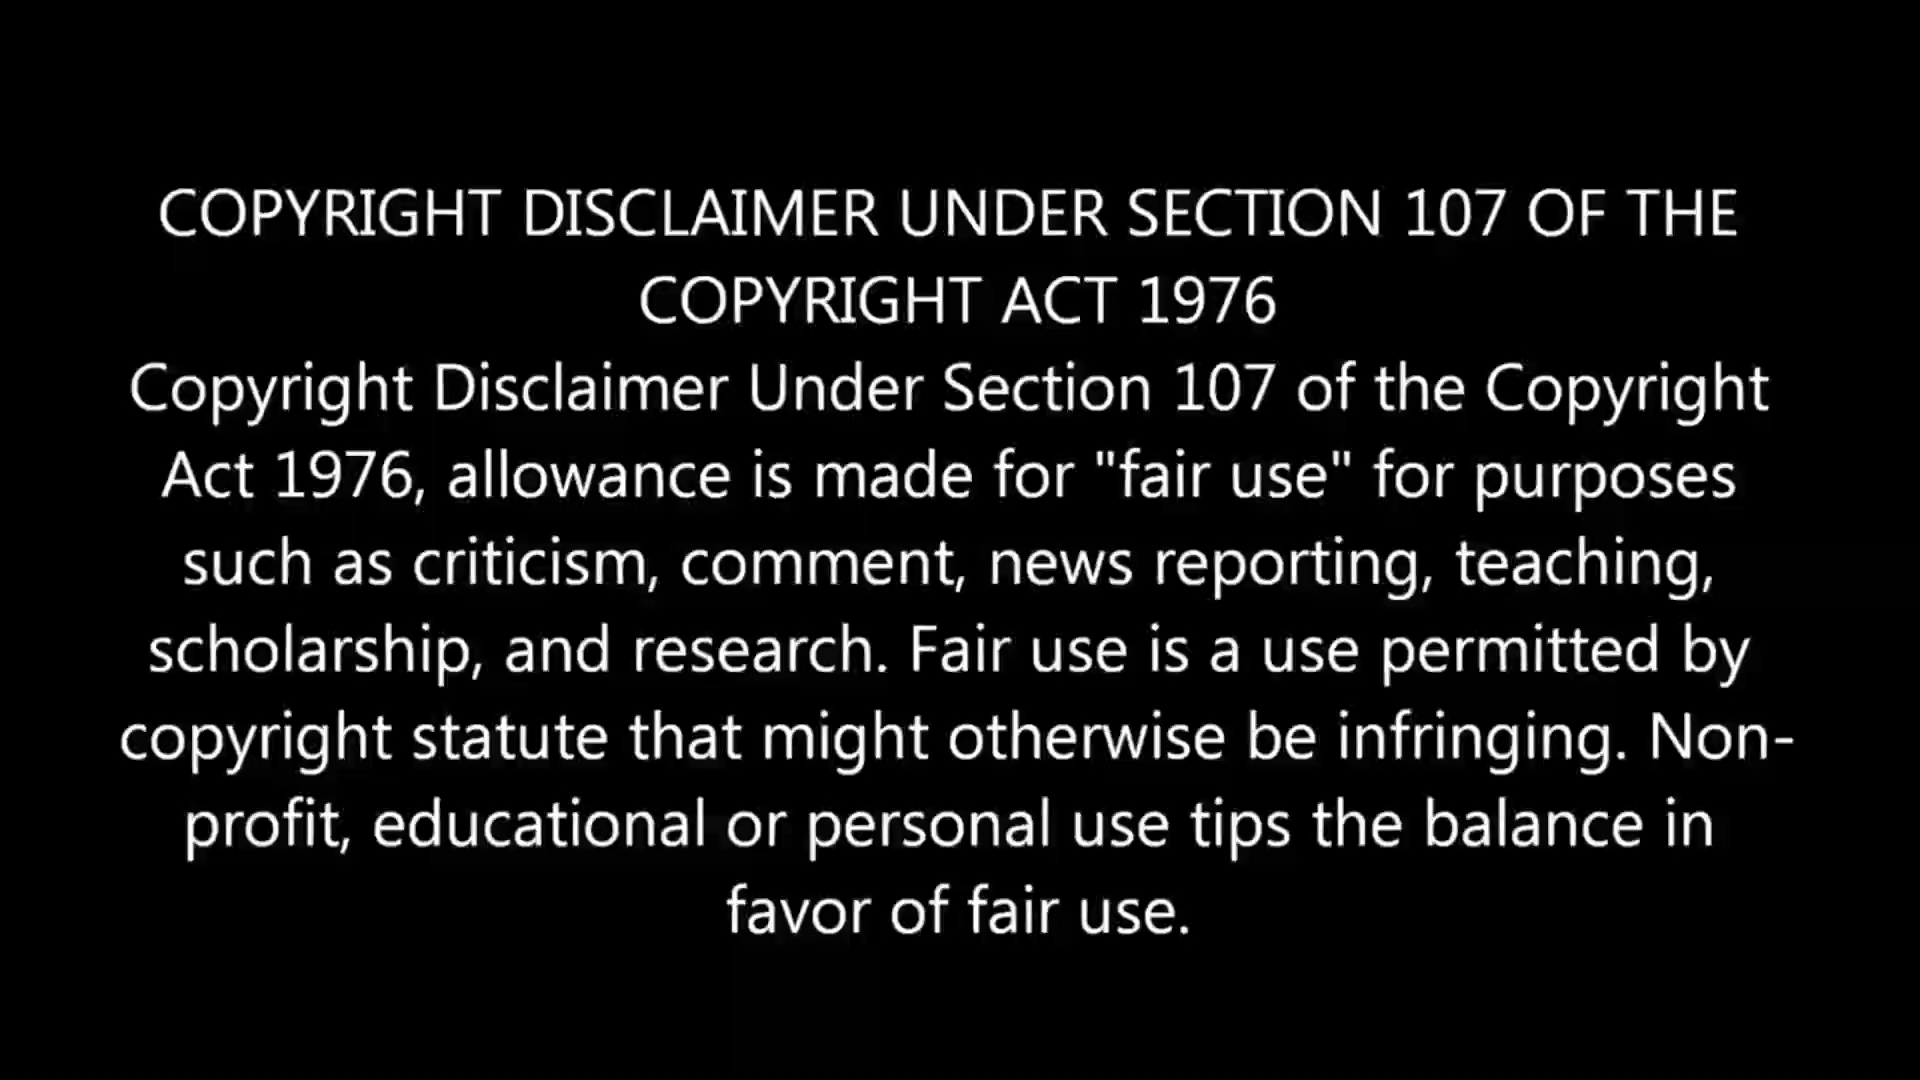 COPYRIGHT DISCLAIMER UNDER SECTION 107 OF THE
COPYRIGHT ACT 1976
Copyright Disclaimer Under Section 107 of the Copyright
Act 1976, allowance is made for "fair use" for purposes
such as criticism, comment, news reporting, teaching,
scholarship, and research. Fair use is a use permitted by
copyright statute that might otherwise be infringing. Non-
profit, educational or personal use tips the balance in
favor of fair use.